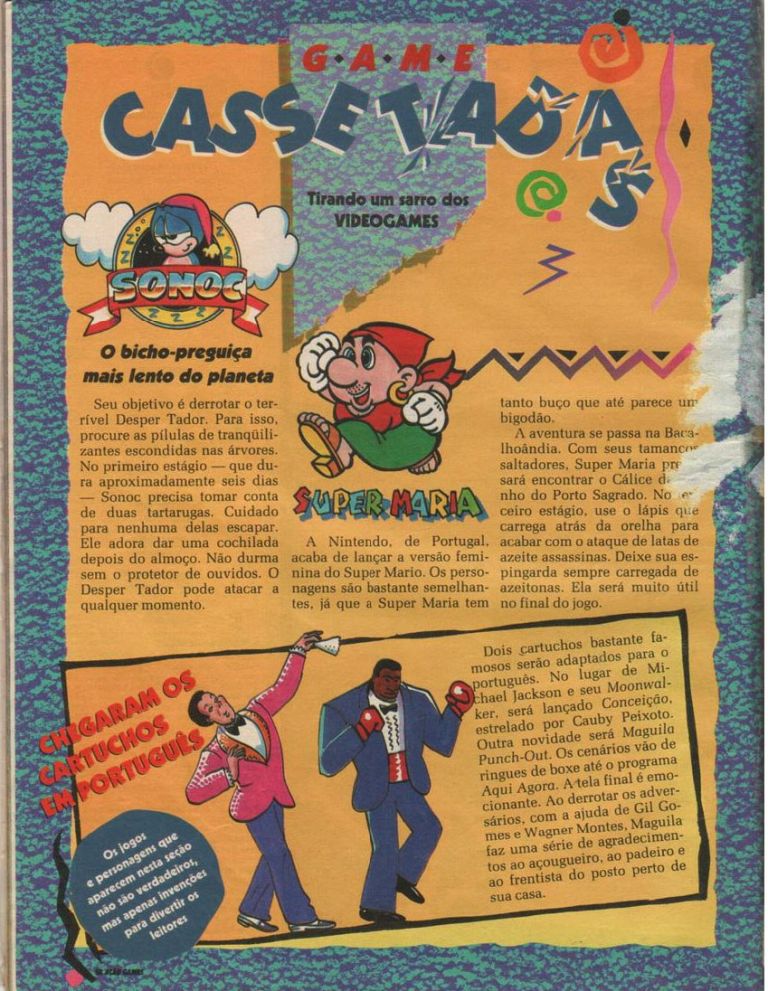 G·A·M·E
CASSETADAS
Tirando um sarro dos
VIDEOGAMES
SONOC
Z Z Z
O bicho-preguiça
mais lento do planeta
Seu objetivo é derrotar o ter-
rível Desper Tador. Para isso,
procure as pílulas de tranqüili-
zantes escondidas nas árvores.
No primeiro estágio — que du-
ra aproximadamente seis dias
— Sonoc precisa tomar conta
de duas tartarugas. Cuidado
para nenhuma delas escapar.
Ele adora dar uma cochilada
depois do almoço. Não durma
sem o protetor de ouvidos. O
Desper Tador pode atacar a
qualquer momento.
SUPER MARIA
A Nintendo, de Portugal,
acaba de lançar a versão femi-
nina do Super Mario. Os perso-
nagens são bastante semelhan-
tes, já que a Super Maria tem
tanto buço que até parece um
bigodão.
A aventura se passa na Baca-
lhoândia. Com seus tamancos
saltadores, Super Maria
sará encontrar o Cálice
nho do Porto Sagrado. No
ceiro estágio, use o lápis que
carrega atrás da orelha para
acabar com o ataque de latas de
azeite assassinas. Deixe sua es-
pingarda sempre carregada de
azeitonas. Ela será muito útil
no final do jogo.
CHEGARAM OS
CARTUCHOS
EM PORTUGUÊS
Dois cartuchos bastante fa-
mosos serão adaptados para o
português. No lugar de Mi-
chael Jackson e seu Moonwal-
ker, será lançado Conceição,
estrelado por Cauby Peixoto.
Outra novidade será Maguila
Punch-Out. Os cenários vão de
ringues de boxe até o programa
Aqui Agora. A tela final é emo-
cionante. Ao derrotar os adver-
sários, com a ajuda de Gil Go-
mes e Wagner Montes, Maguila
faz uma série de agradecimen-
tos ao açougueiro, ao padeiro e
ao frentista do posto perto de
sua casa.
Os jogos
e personagens que
aparecem nesta seção
não são verdadeiros,
mas apenas invenções
para divertir os
leitores
AÇÃO GAMES